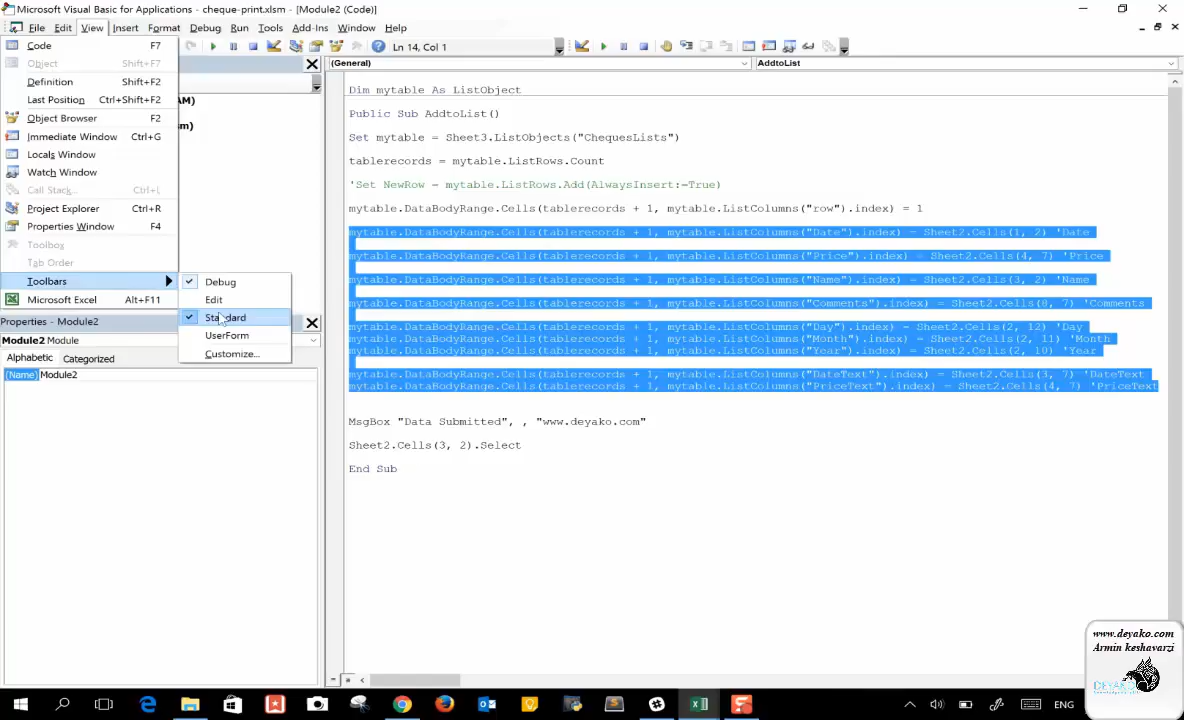 Microsoft Visual Basic for Applications - cheque-print.xlsm - [Module2 (Code)]
File Edit View Insert Format Debug Run Tools Add-Ins Window Help
Ln 14, Col 1
Code F7
Object Shift+F7
Definition Shift+F2
Last Position Ctrl+Shift+F2
Object Browser F2
Immediate Window Ctrl+G
Locals Window
Watch Window
Call Stack... Ctrl+L
Project Explorer Ctrl+R
Properties Window F4
Toolbox
Tab Order
Toolbars
Microsoft Excel Alt+F11
Debug
Edit
Standard
UserForm
Customize...
Properties - Module2
Module2 Module
Alphabetic Categorized
(Name) Module2
(General) AddtoList
Dim mytable As ListObject
Public Sub AddtoList()
Set mytable = Sheet3.ListObjects("ChequesLists")
tablerecords = mytable.ListRows.Count
'Set NewRow = mytable.ListRows.Add(AlwaysInsert:=True)
mytable.DataBodyRange.Cells(tablerecords + 1, mytable.ListColumns("row").index) = 1
mytable.DataBodyRange.Cells(tablerecords + 1, mytable.ListColumns("Date").index) = Sheet2.Cells(1, 2) 'Date
mytable.DataBodyRange.Cells(tablerecords + 1, mytable.ListColumns("Price").index) = Sheet2.Cells(4, 7) 'Price
mytable.DataBodyRange.Cells(tablerecords + 1, mytable.ListColumns("Name").index) = Sheet2.Cells(3, 2) 'Name
mytable.DataBodyRange.Cells(tablerecords + 1, mytable.ListColumns("Comments").index) = Sheet2.Cells(8, 7) 'Comments
mytable.DataBodyRange.Cells(tablerecords + 1, mytable.ListColumns("Day").index) = Sheet2.Cells(2, 12) 'Day
mytable.DataBodyRange.Cells(tablerecords + 1, mytable.ListColumns("Month").index) = Sheet2.Cells(2, 11) 'Month
mytable.DataBodyRange.Cells(tablerecords + 1, mytable.ListColumns("Year").index) = Sheet2.Cells(2, 10) 'Year
mytable.DataBodyRange.Cells(tablerecords + 1, mytable.ListColumns("DateText").index) = Sheet2.Cells(3, 7) 'DateText
mytable.DataBodyRange.Cells(tablerecords + 1, mytable.ListColumns("PriceText").index) = Sheet2.Cells(4, 7) 'PriceText
MsgBox "Data Submitted", , "www.deyako.com"
Sheet2.Cells(3, 2).Select
End Sub
www.deyako.com
Armin keshavarzi
DEYAKO
ENG